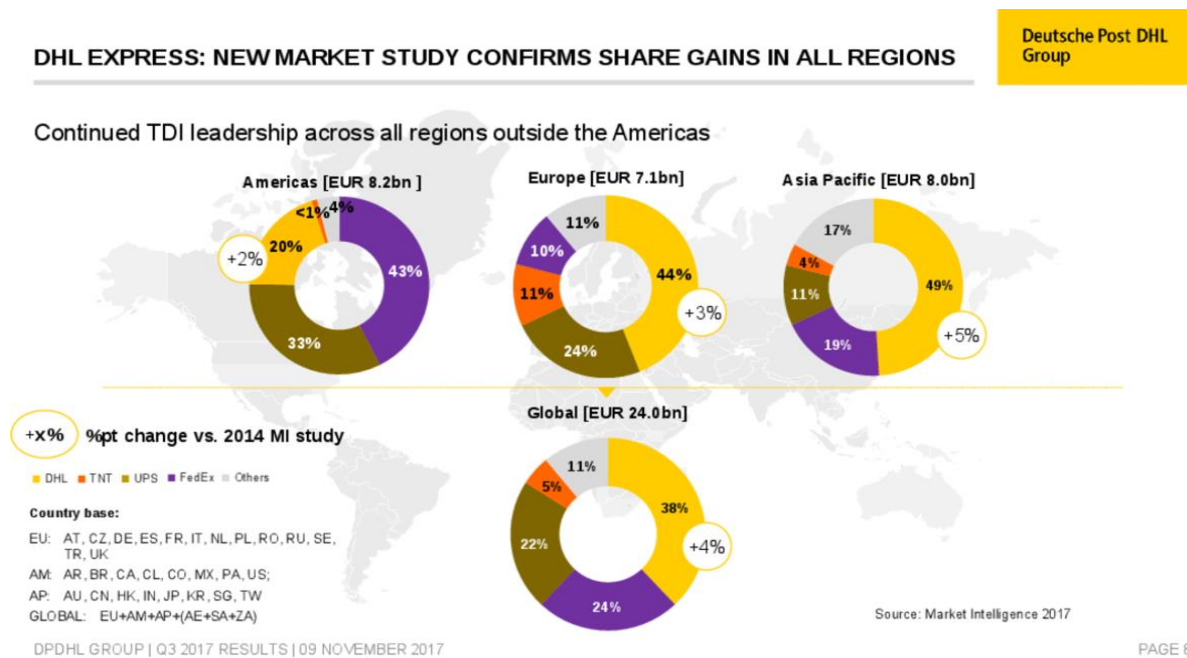 Deutsche Post DHL
Group
DHL EXPRESS: NEW MARKET STUDY CONFIRMS SHARE GAINS IN ALL REGIONS
Continued TDI leadership across all regions outside the Americas
Americas [EUR 8.2bn ]
<1%
4%
20%
+2%
43%
33%
Europe [EUR 7.1bn]
11%
10%
11%
44%
+3%
24%
Asia Pacific [EUR 8.0bn]
17%
4%
11%
49%
+5%
19%
Global [EUR 24.0bn]
11%
5%
38%
22%
+4%
24%
+x% %pt change vs. 2014 MI study
DHL TNT UPS FedEx Others
Country base:
EU: AT, CZ, DE, ES, FR, IT, NL, PL, RO, RU, SE,
TR, UK
AM: AR, BR, CA, CL, CO, MX, PA, US;
AP: AU, CN, HK, IN, JP, KR, SG, TW
GLOBAL: EU+AM+AP+(AE+SA+ZA)
Source: Market Intelligence 2017
DPDHL GROUP | Q3 2017 RESULTS | 09 NOVEMBER 2017
PAGE